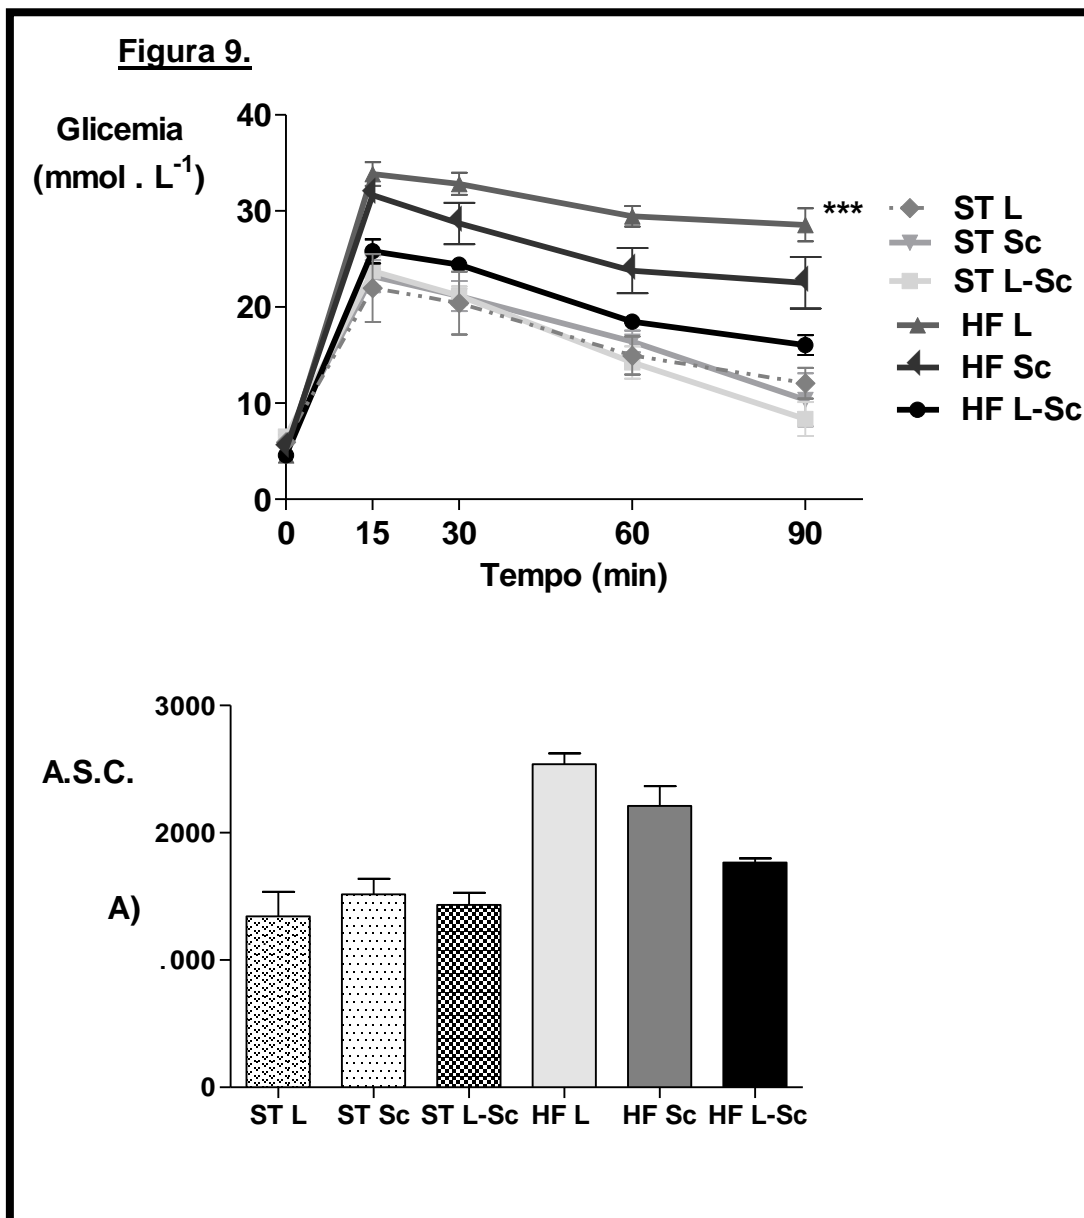 Figura 9.
Glicemia
(mmol . L-1)
40
30
20
10
0
0 15 30 60 90
Tempo (min)
***
ST L
ST Sc
ST L-Sc
HF L
HF Sc
HF L-Sc
A.S.C.
A)
3000
2000
.000
0
ST L ST Sc ST L-Sc HF L HF Sc HF L-Sc